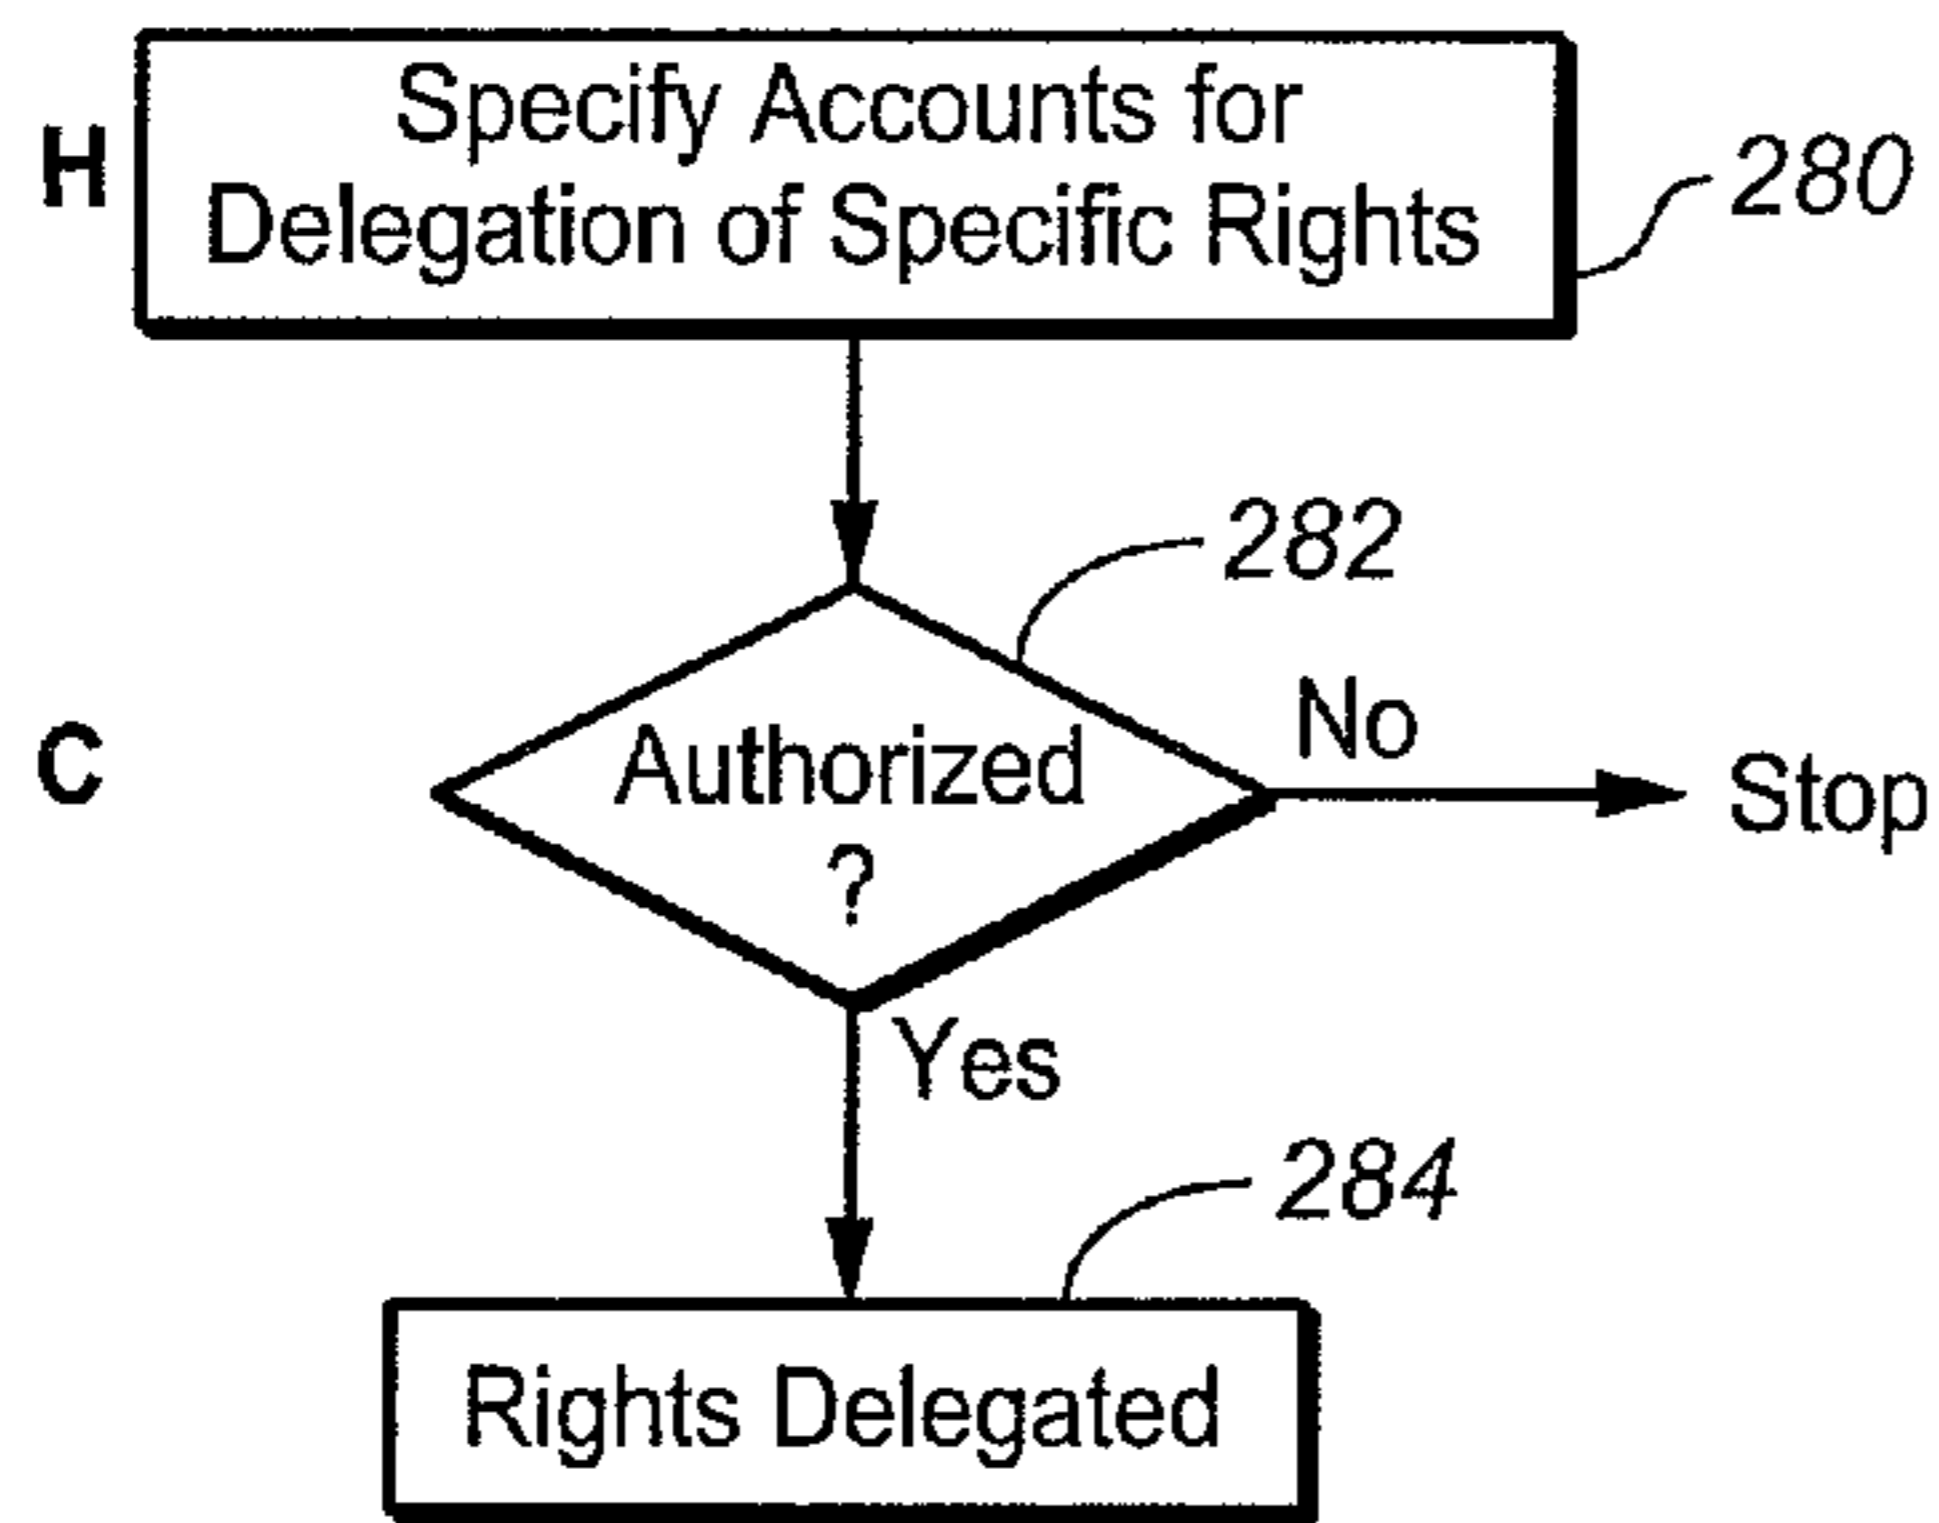 Specify Accounts for
H
Delegation of Specific Rights
280
282
No
C
Authorized
Stop
?
Yes
284
Rights Delegated